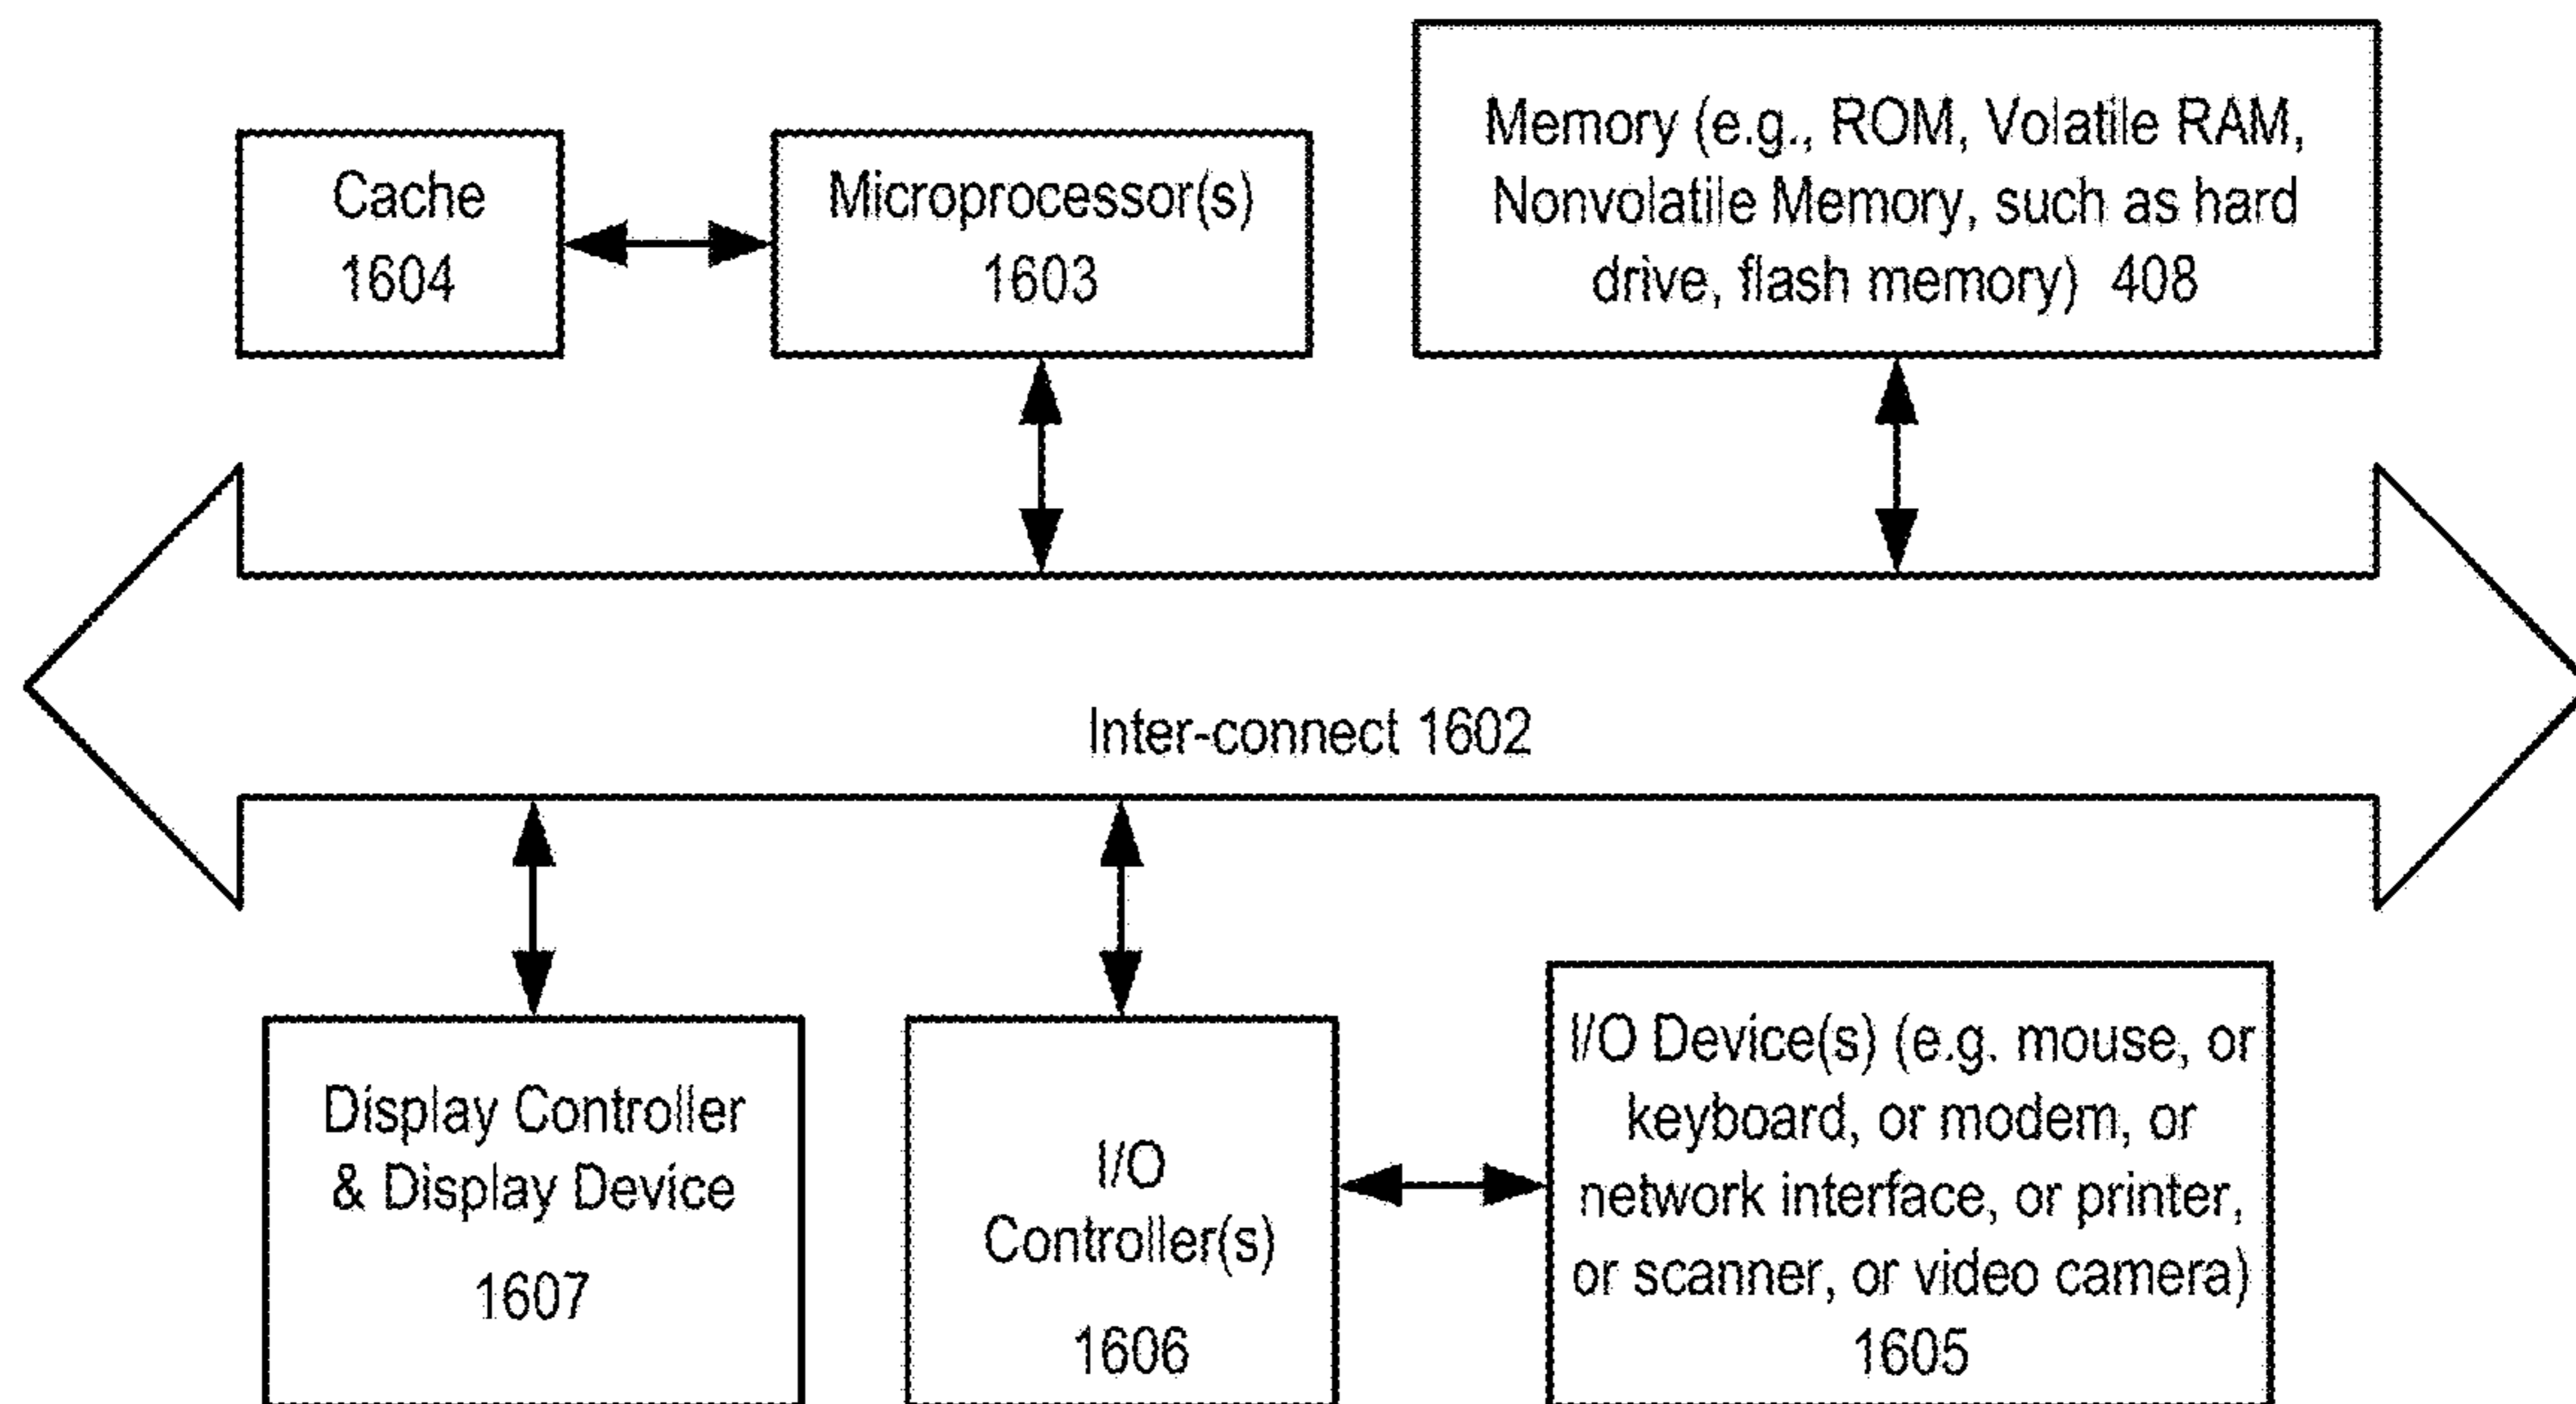 Cache
1604
Microprocessor(s)
1603
Memory (e.g., ROM, Volatile RAM,
Nonvolatile Memory, such as hard
drive, flash memory) 408
Inter-connect 1602
Display Controller
& Display Device
1607
I/O
Controller(s)
1606
I/O Device(s) (e.g. mouse, or
keyboard, or modem, or
network interface, or printer,
or scanner, or video camera)
1605